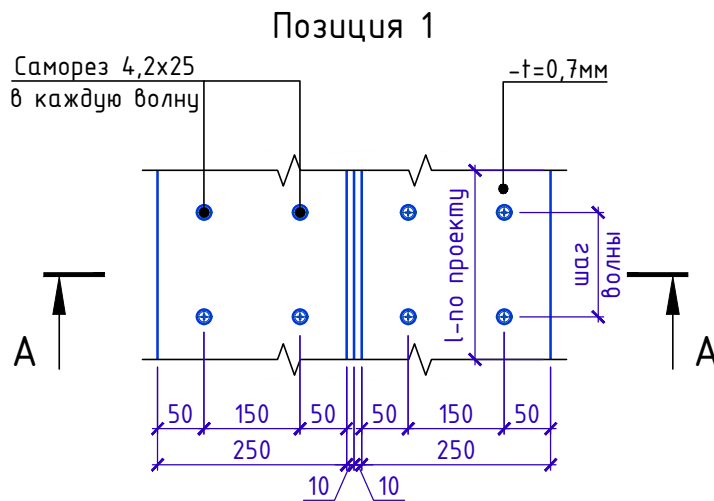 Позиция 1
Саморез 4,2х25
в каждую волну
-t=0,7мм
l-по проекту
шаг
волны
А А
50 150 50 50 150 50
250 250
10 10